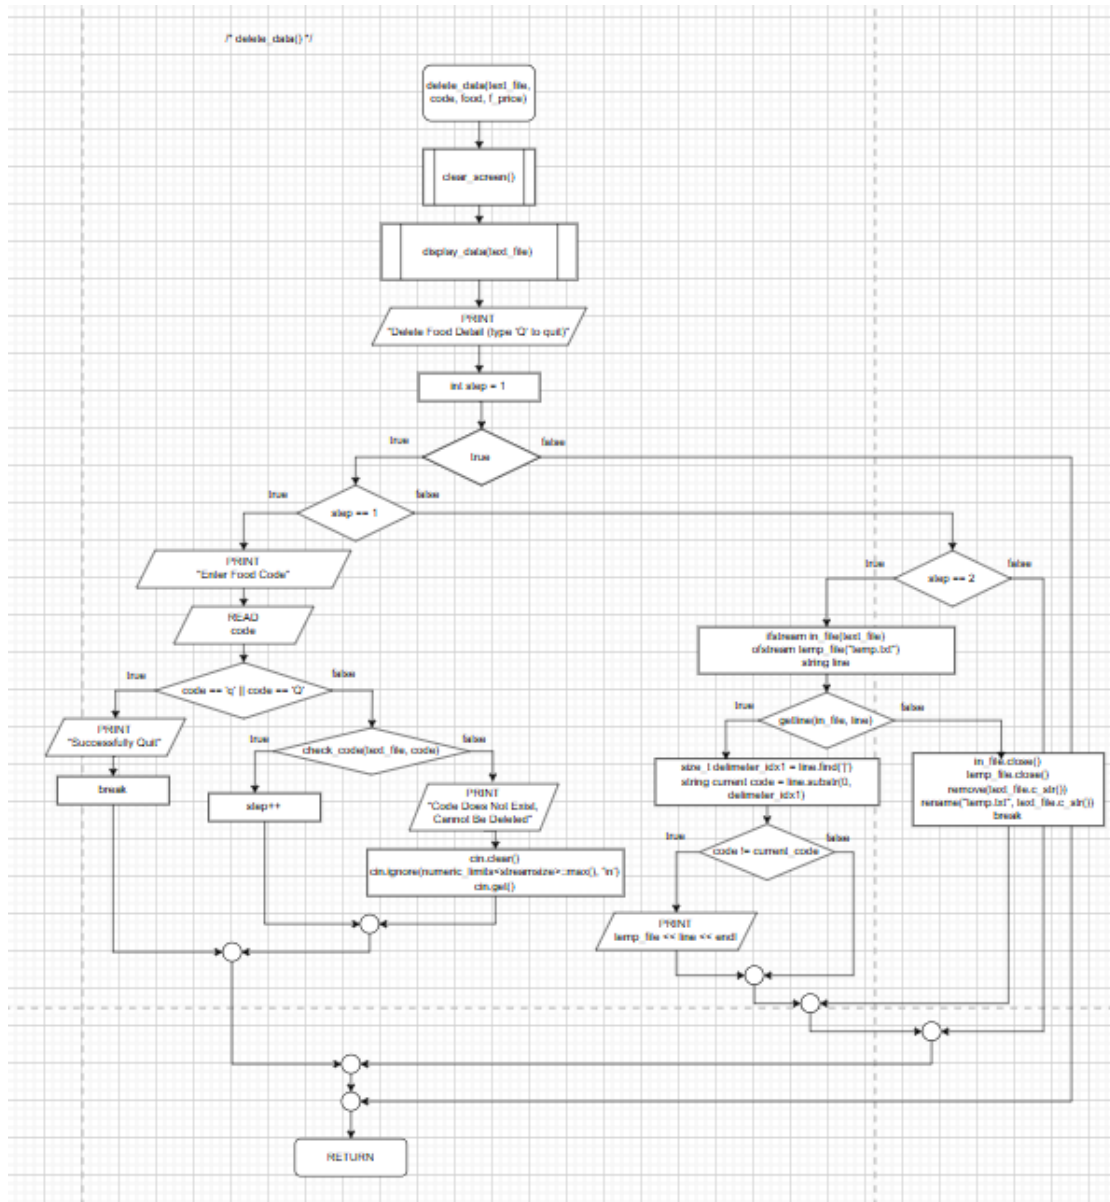 /* delete_data() */
delete_data(text_file,
code, food, f_price)
clear_screen()
display_data(text_file)
PRINT
"Delete Food Detail (type 'Q' to quit)"
int step = 1
true
false
true
true
false
step == 1
PRINT
"Enter Food Code"
true
false
step == 2
READ
code
ifstream in_file(text_file)
ofstream temp_file("temp.txt")
string line
true
false
code == 'q' || code == 'Q'
true
false
getline(in_file, line)
PRINT
"Successfully Quit"
true
false
check_code(text_file, code)
break
step++
PRINT
"Code Does Not Exist,
Cannot Be Deleted"
size_t delimeter_idx1 = line.find('|')
string current code = line.substr(0,
delimeter_idx1)
in_file.close()
temp_file.close()
remove(text_file.c_str())
rename("temp.txt", text_file.c_str())
break
true
false
code != current_code
cin.clear()
cin.ignore(numeric_limits<streamsize>::max(), '\n')
cin.get()
PRINT
temp_file << line << endl
RETURN